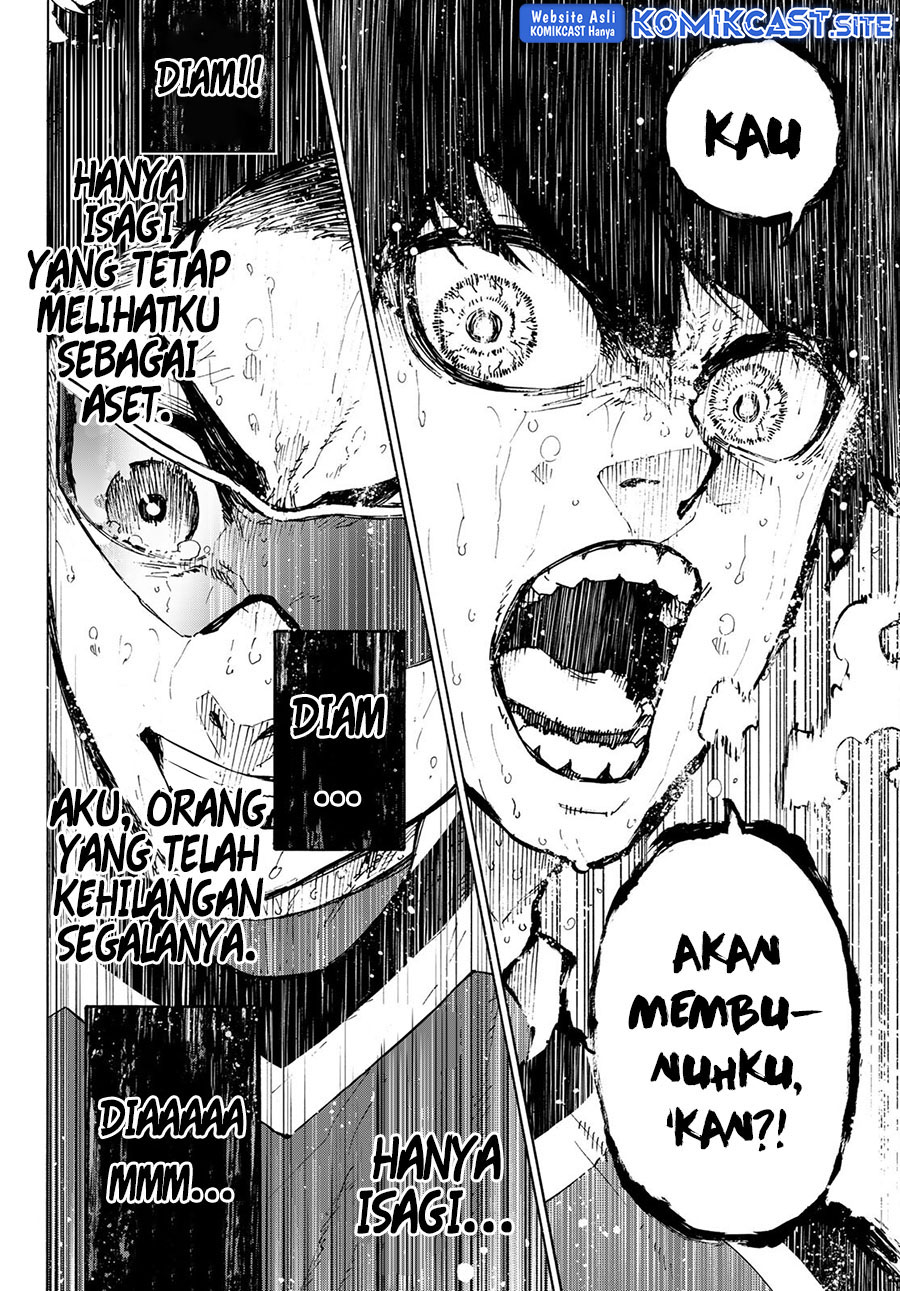 Website Asli
KOMIKCAST Hanya
KOMIKCAST.SITE
KAU
AKAN
MEMBU-
NUHKU,
'KAN?!
DIAM!!
HANYA
ISAGI
YANG TETAP
MELIHATKU
SEBAGAI
ASET.
DIAM
...
AKU, ORANG
YANG TELAH
KEHILANGAN
SEGALANYA.
DIAAAAA
MMM...
HANYA
ISAGI...